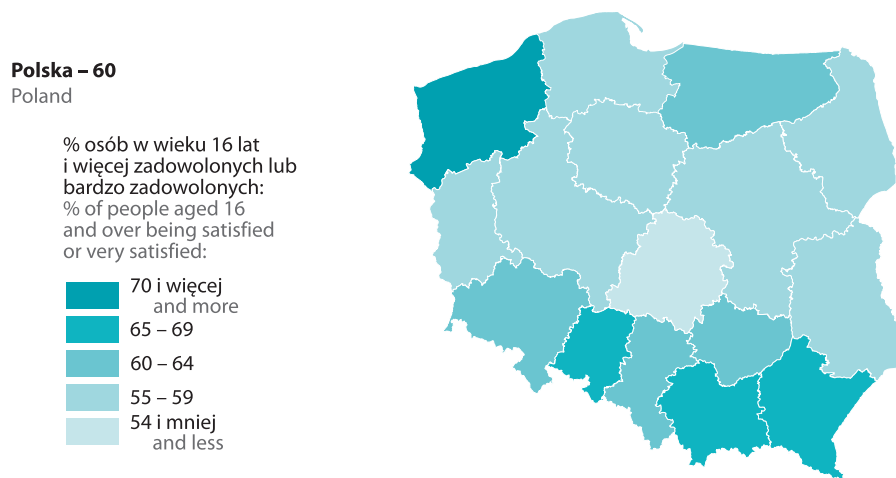 Polska – 60
Poland
% osób w wieku 16 lat
i więcej zadowolonych lub
bardzo zadowolonych:
% of people aged 16
and over being satisfied
or very satisfied:
70 i więcej
and more
65 – 69
60 – 64
55 – 59
54 i mniej
and less